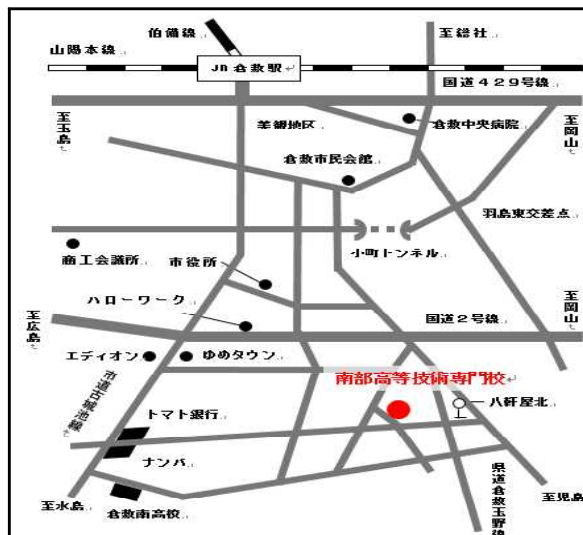 伯備線
至総社
山陽本線
JR倉敷駅
国道429号線
至玉島
美観地区
倉敷中央病院
至岡山
倉敷市民会館
羽島東交差点
小町トンネル
商工会議所
市役所
ハローワーク
至岡山
至広島
国道2号線
エディオン
ゆめタウン
南部高等技術専門校
市道古城池線
トマト銀行
八軒屋北
ナンバ
県道倉敷玉野線
至水島
倉敷南高校
至児島